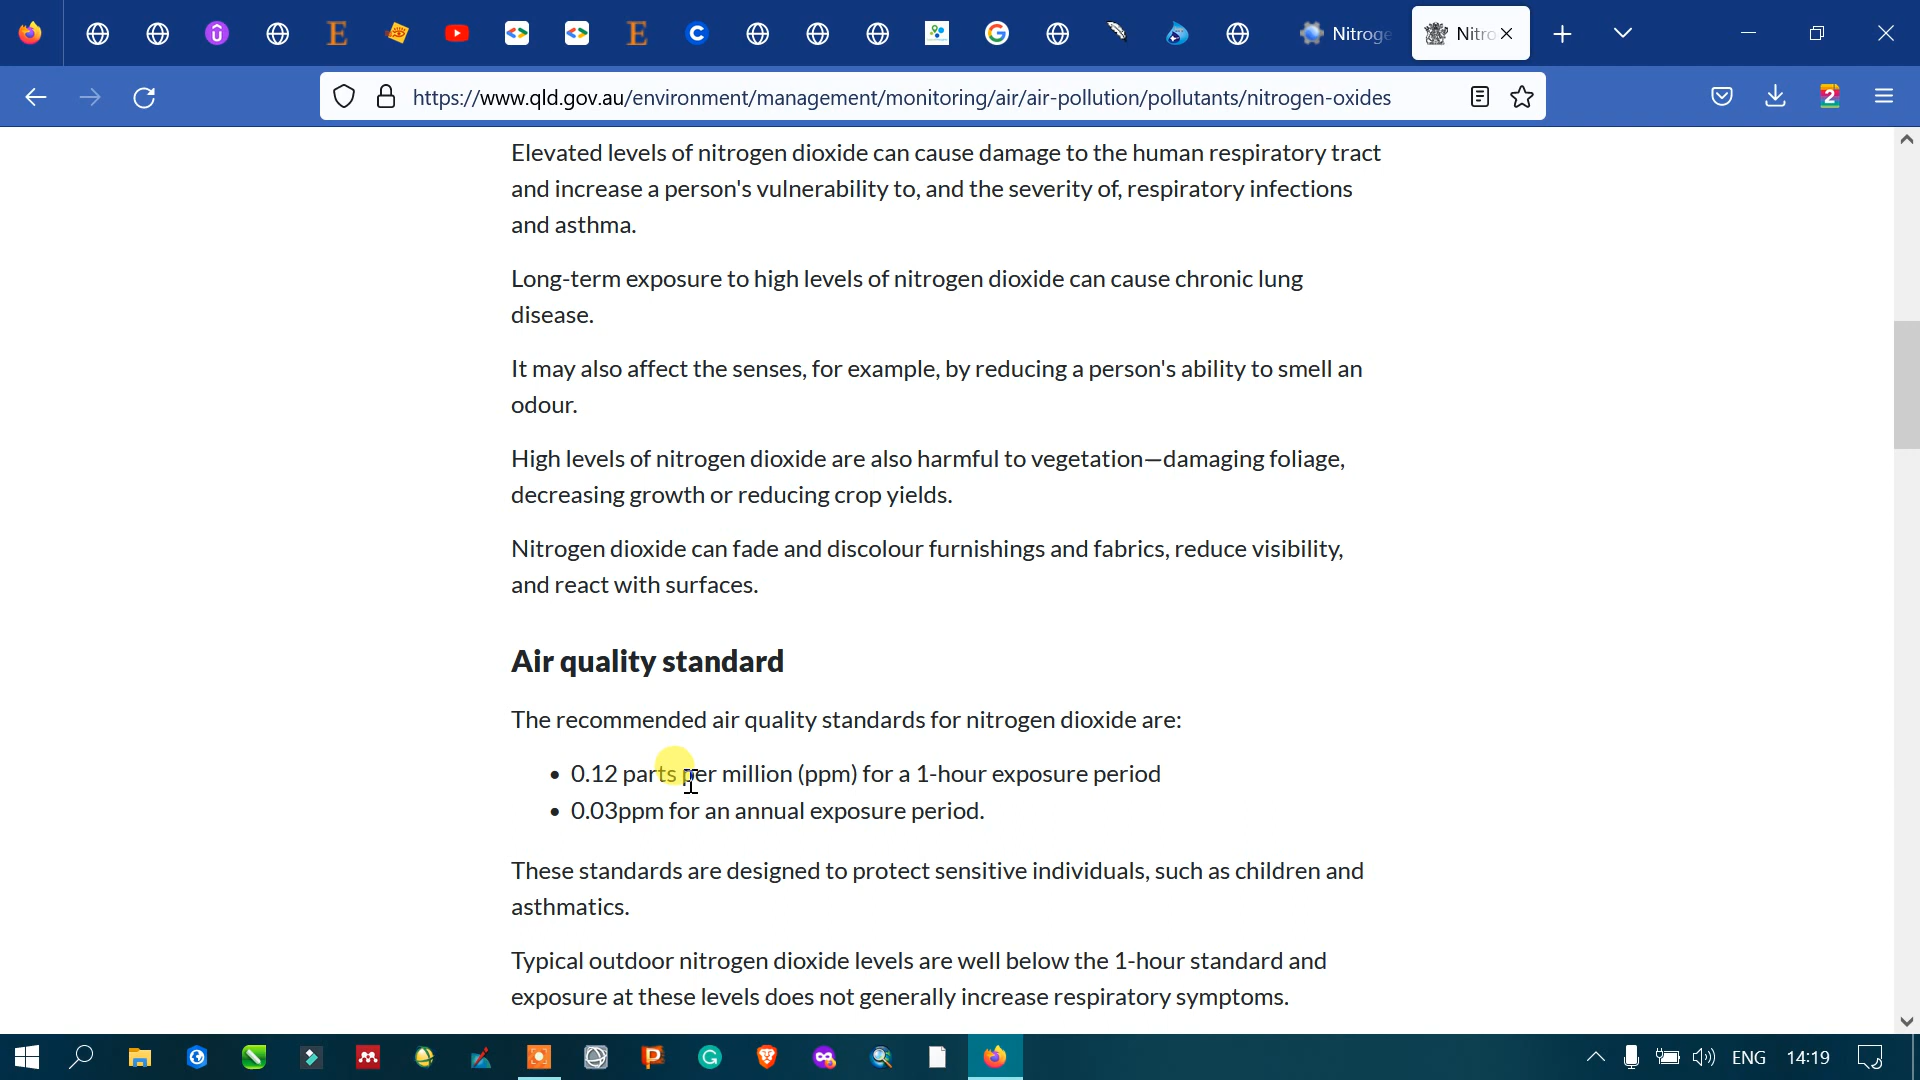 Nitroge
Nitro
https://www.qld.gov.au/environment/management/monitoring/air/air-pollution/pollutants/nitrogen-oxides
2
Elevated levels of nitrogen dioxide can cause damage to the human respiratory tract
and increase a person's vulnerability to, and the severity of, respiratory infections
and asthma.
Long-term exposure to high levels of nitrogen dioxide can cause chronic lung
disease.
It may also affect the senses, for example, by reducing a person's ability to smell an
odour.
High levels of nitrogen dioxide are also harmful to vegetation—damaging foliage,
decreasing growth or reducing crop yields.
Nitrogen dioxide can fade and discolour furnishings and fabrics, reduce visibility,
and react with surfaces.
Air quality standard
The recommended air quality standards for nitrogen dioxide are:
• 0.12 parts per million (ppm) for a 1-hour exposure period
• 0.03ppm for an annual exposure period.
These standards are designed to protect sensitive individuals, such as children and
asthmatics.
Typical outdoor nitrogen dioxide levels are well below the 1-hour standard and
exposure at these levels does not generally increase respiratory symptoms.
ENG 14:19